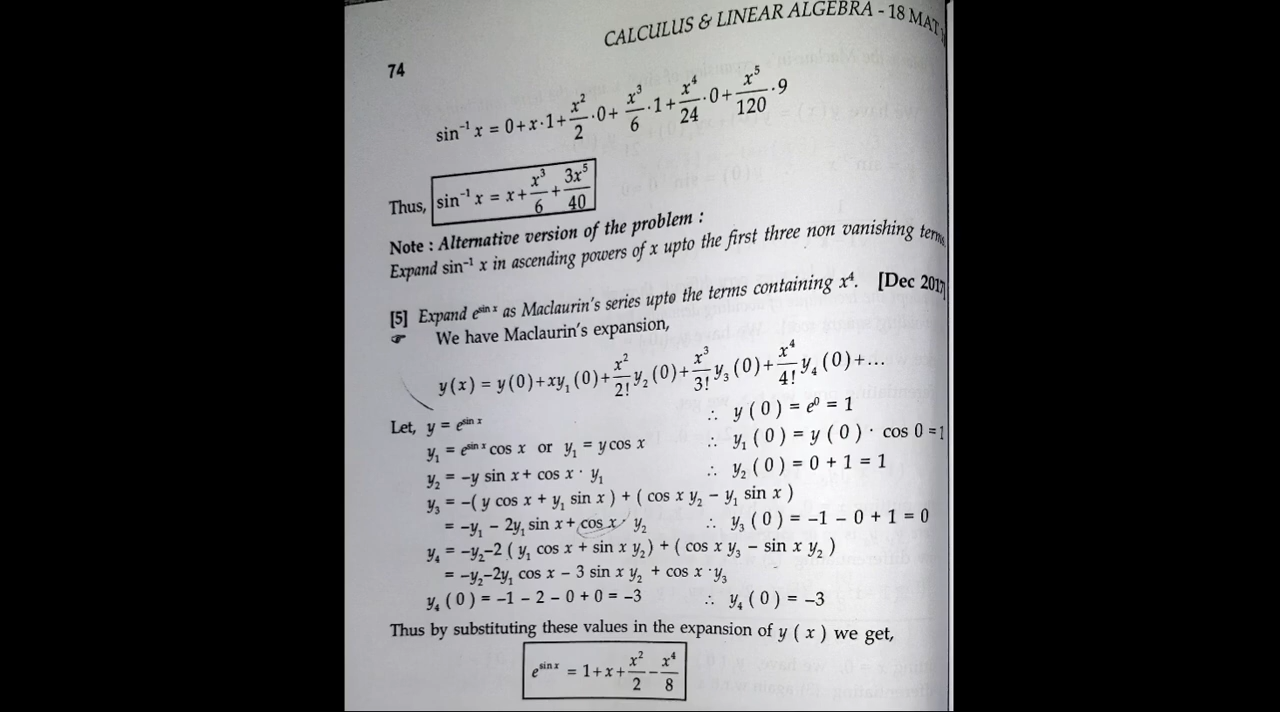 CALCULUS & LINEAR ALGEBRA - 18 MAT
74
sin⁻¹ x = 0+x·1+x²/2·0+x³/6·1+x⁴/24·0+x⁵/120·9
Thus, sin⁻¹ x = x+x³/6+3x⁵/40
Note : Alternative version of the problem :
Expand sin⁻¹ x in ascending powers of x upto the first three non vanishing terms.
[5] Expand e^(sin x) as Maclaurin's series upto the terms containing x⁴. [Dec 2017]
☞ We have Maclaurin's expansion,
y(x) = y(0)+xy₁(0)+x²/2! y₂(0)+x³/3! y₃(0)+x⁴/4! y₄(0)+...
Let, y = e^(sin x) ∴ y(0) = e⁰ = 1
y₁ = e^(sin x) cos x or y₁ = y cos x ∴ y₁(0) = y(0) · cos 0 = 1
y₂ = –y sin x + cos x · y₁ ∴ y₂(0) = 0 + 1 = 1
y₃ = –( y cos x + y₁ sin x ) + ( cos x y₂ – y₁ sin x )
= –y₁ – 2y₁ sin x + cos x · y₂ ∴ y₃(0) = –1 – 0 + 1 = 0
y₄ = –y₂–2 ( y₁ cos x + sin x y₂ ) + ( cos x y₃ – sin x y₂ )
= –y₂–2y₁ cos x – 3 sin x y₂ + cos x · y₃
y₄(0) = –1 – 2 – 0 + 0 = –3 ∴ y₄(0) = –3
Thus by substituting these values in the expansion of y ( x ) we get,
e^(sin x) = 1+x+x²/2–x⁴/8